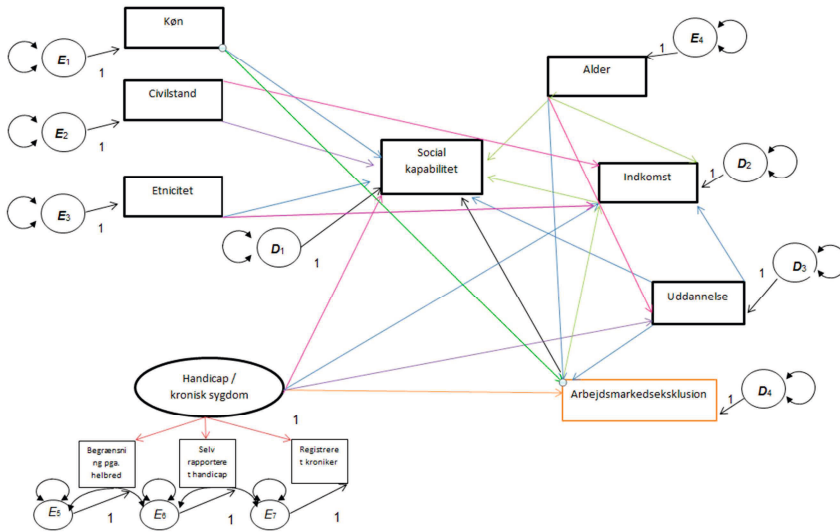 Køn
E1
1
Civilstand
E2
1
Etnicitet
E3
1
Social
kapabilitet
D1
1
Alder
E4
1
Indkomst
D2
1
Uddannelse
D3
1
Arbejdsmarkedseksklusion
D4
1
Handicap /
kronisk sygdom
1
Begrænsni
ng pga.
helbred
Selv
rapportere
t handicap
Registrere
t kroniker
E5
1
E6
1
E7
1